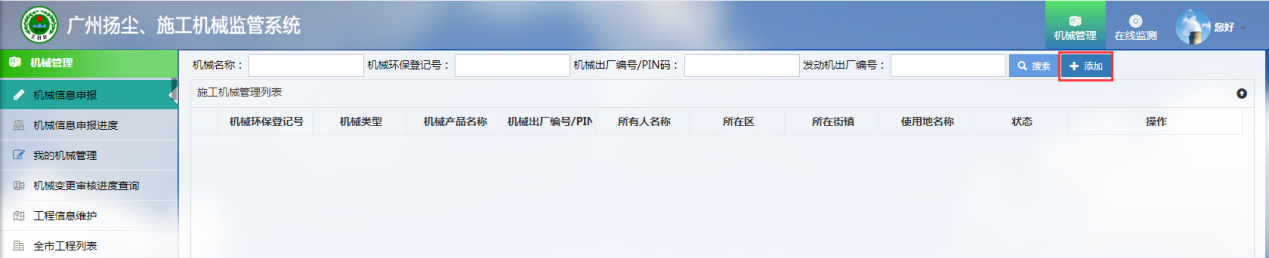 广州扬尘、施工机械监管系统
机械管理
在线监测
您好
机械管理
机械名称：
机械环保登记号：
机械出厂编号/PIN码：
发动机出厂编号：
搜索
添加
机械信息申报
施工机械管理列表
机械环保登记号 机械类型 机械产品名称 机械出厂编号/PIN 所有人名称 所在区 所在街镇 使用地名称 状态 操作
机械信息申报进度
我的机械管理
机械变更审核进度查询
工程信息维护
全市工程列表